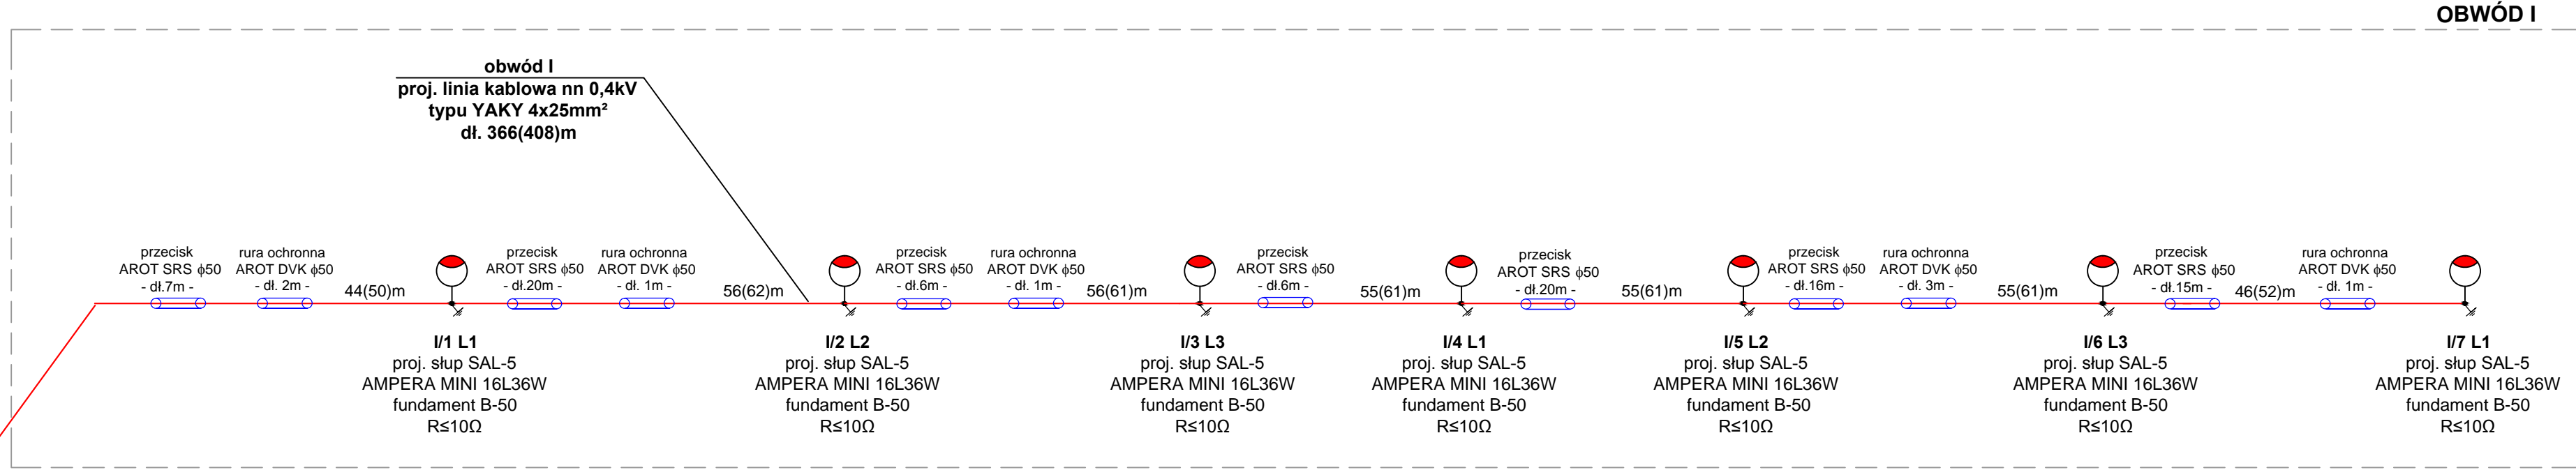 OBWÓD I
obwód I
proj. linia kablowa nn 0,4kV
typu YAKY 4x25mm²
dł. 366(408)m
przecisk
AROT SRS ϕ50
- dł.7m -
rura ochronna
AROT DVK ϕ50
- dł. 2m -
44(50)m
przecisk
AROT SRS ϕ50
- dł.20m -
rura ochronna
AROT DVK ϕ50
- dł. 1m -
56(62)m
przecisk
AROT SRS ϕ50
- dł.6m -
rura ochronna
AROT DVK ϕ50
- dł. 1m -
56(61)m
przecisk
AROT SRS ϕ50
- dł.6m -
55(61)m
przecisk
AROT SRS ϕ50
- dł.20m -
55(61)m
przecisk
AROT SRS ϕ50
- dł.16m -
rura ochronna
AROT DVK ϕ50
- dł. 3m -
55(61)m
przecisk
AROT SRS ϕ50
- dł.15m -
46(52)m
rura ochronna
AROT DVK ϕ50
- dł. 1m -
I/1 L1
proj. słup SAL-5
AMPERA MINI 16L36W
fundament B-50
R≤10Ω
I/2 L2
proj. słup SAL-5
AMPERA MINI 16L36W
fundament B-50
R≤10Ω
I/3 L3
proj. słup SAL-5
AMPERA MINI 16L36W
fundament B-50
R≤10Ω
I/4 L1
proj. słup SAL-5
AMPERA MINI 16L36W
fundament B-50
R≤10Ω
I/5 L2
proj. słup SAL-5
AMPERA MINI 16L36W
fundament B-50
R≤10Ω
I/6 L3
proj. słup SAL-5
AMPERA MINI 16L36W
fundament B-50
R≤10Ω
I/7 L1
proj. słup SAL-5
AMPERA MINI 16L36W
fundament B-50
R≤10Ω